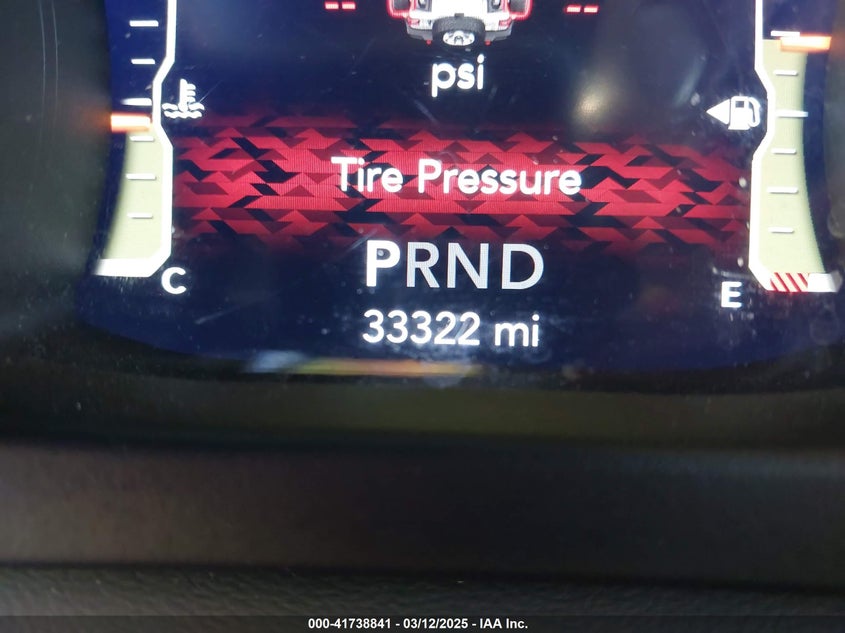 -- --
psi
Tire Pressure
PRND
C E
33322 mi
000-41738841 - 03/12/2025 - IAA Inc.